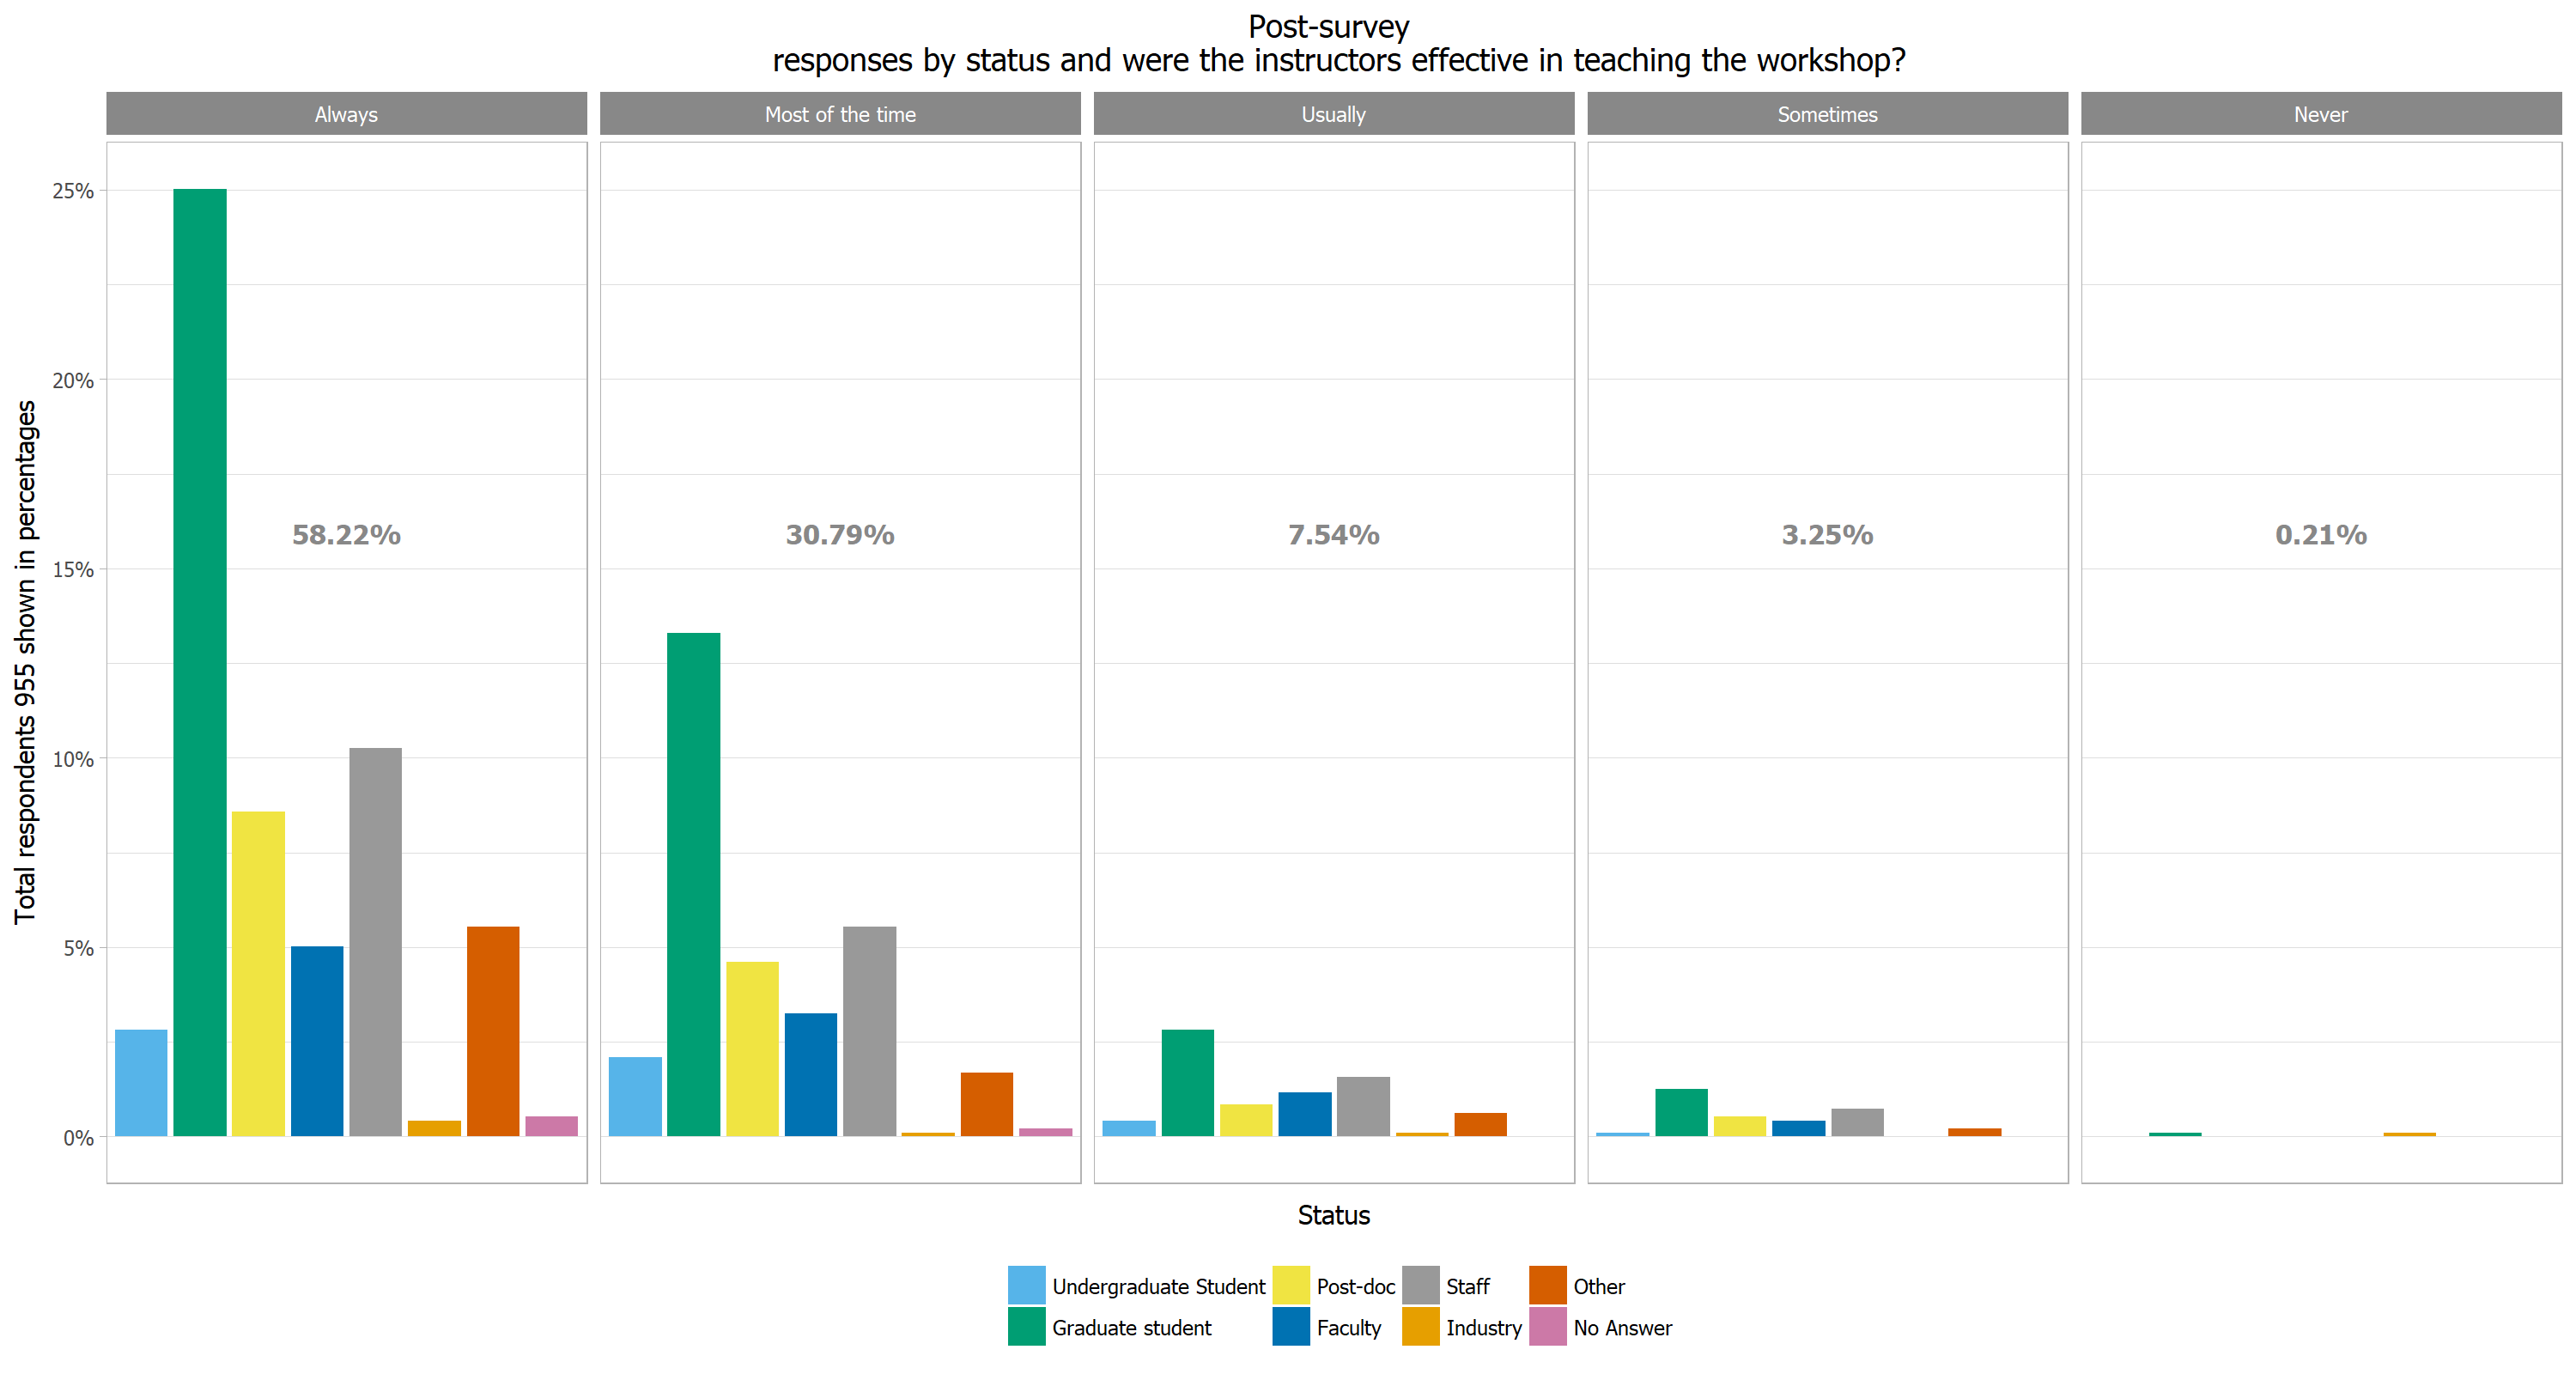 Post-survey
responses by status and were the instructors effective in teaching the workshop?
Always
Most of the time
Usually
Sometimes
Never
Total respondents 955 shown in percentages
25%
20%
15%
10%
5%
0%
58.22%
30.79%
7.54%
3.25%
0.21%
Status
Undergraduate Student
Post-doc
Staff
Other
Graduate student
Faculty
Industry
No Answer